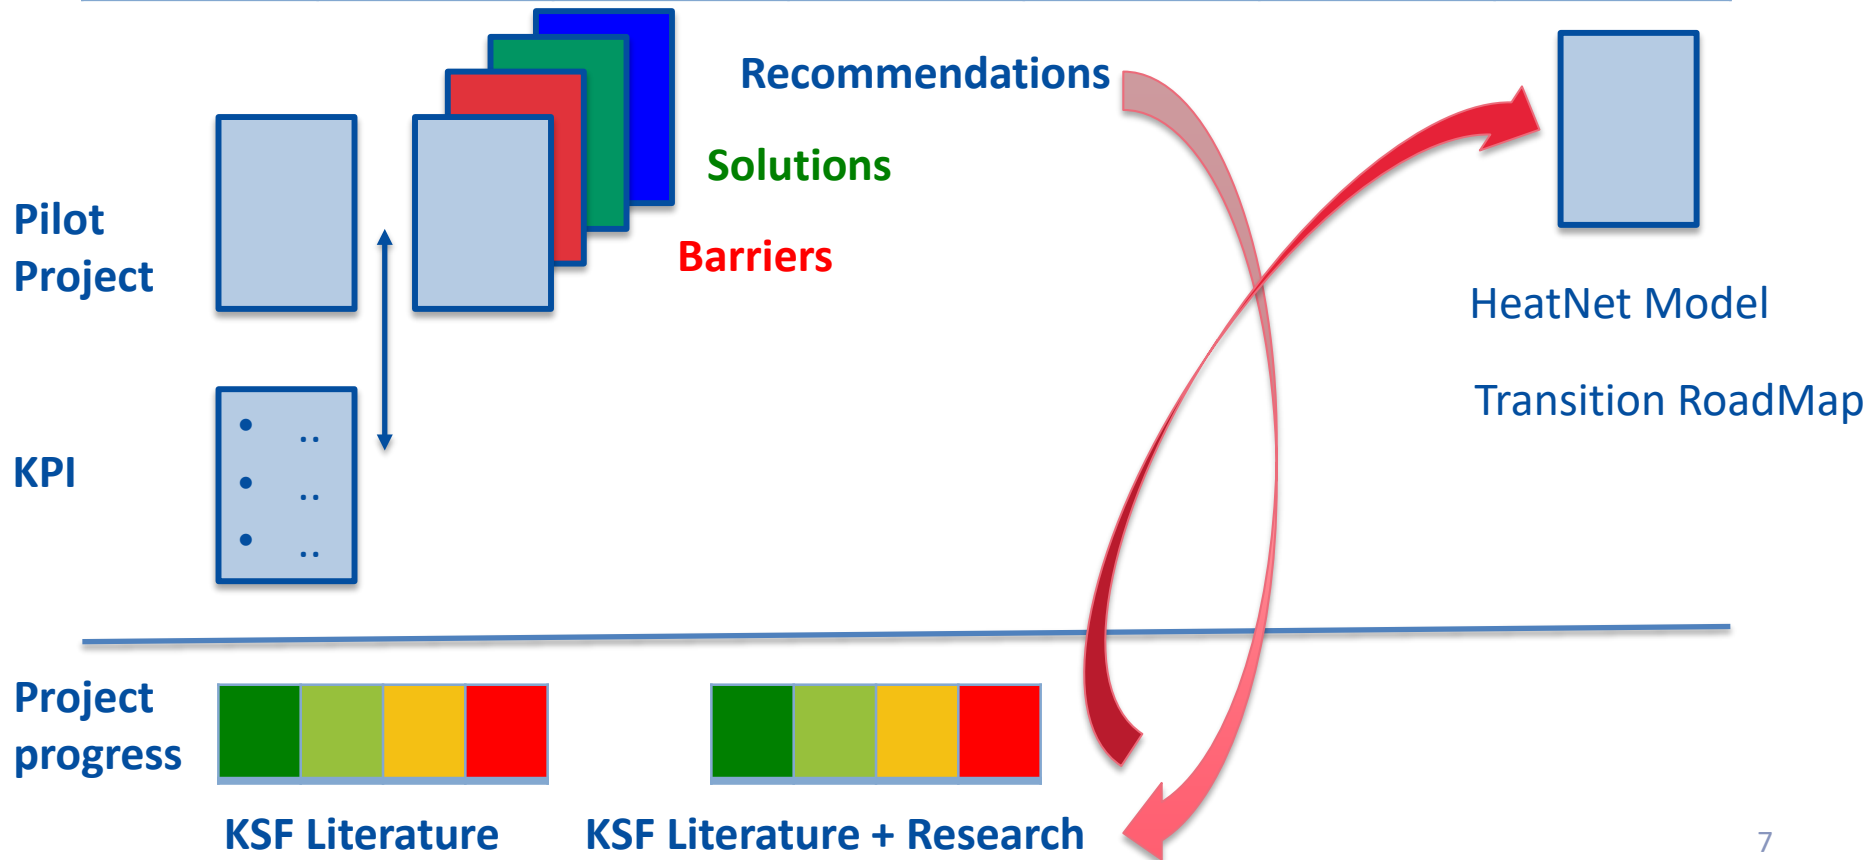 Recommendations
Solutions
Barriers
Pilot
Project
HeatNet Model
Transition RoadMap
KPI
• ..
• ..
• ..
Project
progress
KSF Literature
KSF Literature + Research
7